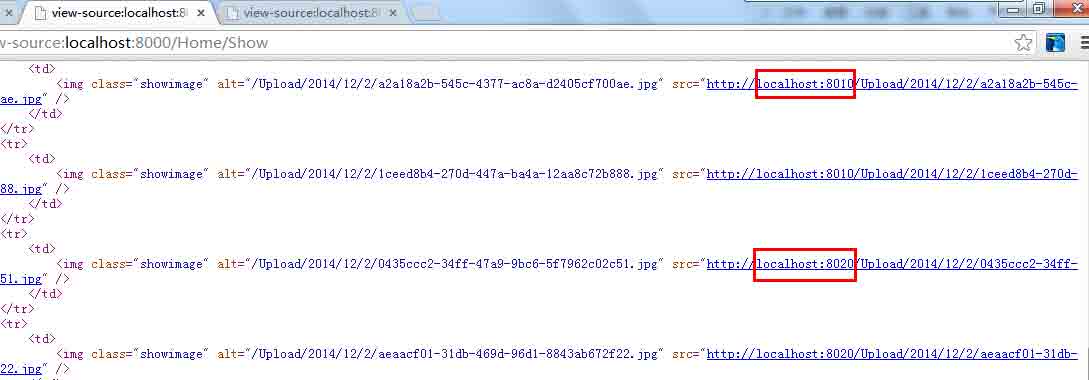 view-source:localhost:8
view-source:localhost:8
w-source:localhost:8000/Home/Show
<td>
<img class="showimage" alt="/Upload/2014/12/2/a2a18a2b-545c-4377-ac8a-d2405cf700ae.jpg" src="http://localhost:8010/Upload/2014/12/2/a2a18a2b-545c-
ae.jpg" />
</td>
</tr>
<tr>
<td>
<img class="showimage" alt="/Upload/2014/12/2/1ceed8b4-270d-447a-ba4a-12aa8c72b888.jpg" src="http://localhost:8010/Upload/2014/12/2/1ceed8b4-270d-
88.jpg" />
</td>
</tr>
<tr>
<td>
<img class="showimage" alt="/Upload/2014/12/2/0435ccc2-34ff-47a9-9bc6-5f7962c02c51.jpg" src="http://localhost:8020/Upload/2014/12/2/0435ccc2-34ff-
51.jpg" />
</td>
</tr>
<tr>
<td>
<img class="showimage" alt="/Upload/2014/12/2/aeaacf01-31db-469d-96d1-8843ab672f22.jpg" src="http://localhost:8020/Upload/2014/12/2/aeaacf01-31db-
22.jpg" />
</td>